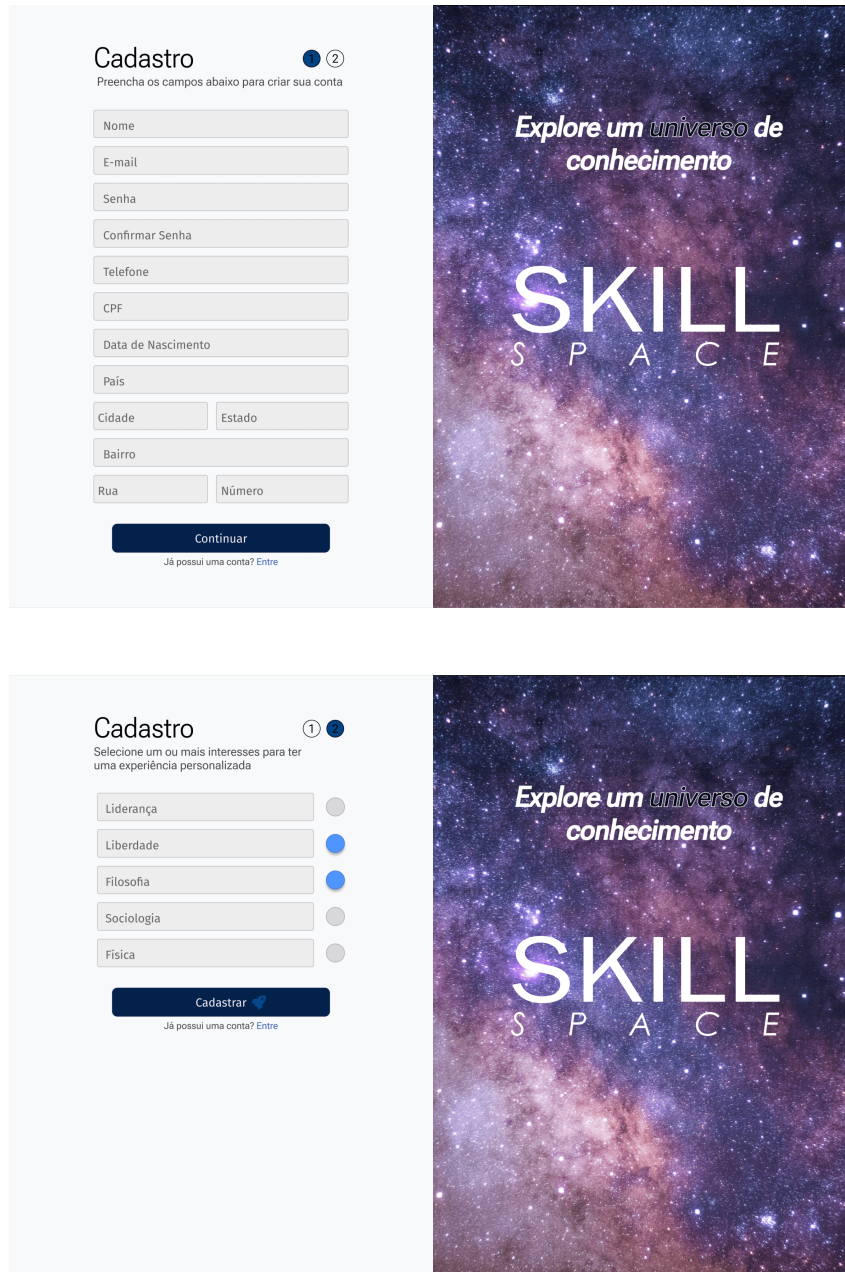 Cadastro
1 2
Preencha os campos abaixo para criar sua conta
Nome
E-mail
Senha
Confirmar Senha
Telefone
CPF
Data de Nascimento
País
Cidade Estado
Bairro
Rua Número
Continuar
Já possui uma conta? Entre
Explore um universo de
conhecimento
SKILL
SPACE
Cadastro
1 2
Selecione um ou mais interesses para ter
uma experiência personalizada
Liderança
Liberdade
Filosofia
Sociologia
Física
Cadastrar
Já possui uma conta? Entre
Explore um universo de
conhecimento
SKILL
SPACE